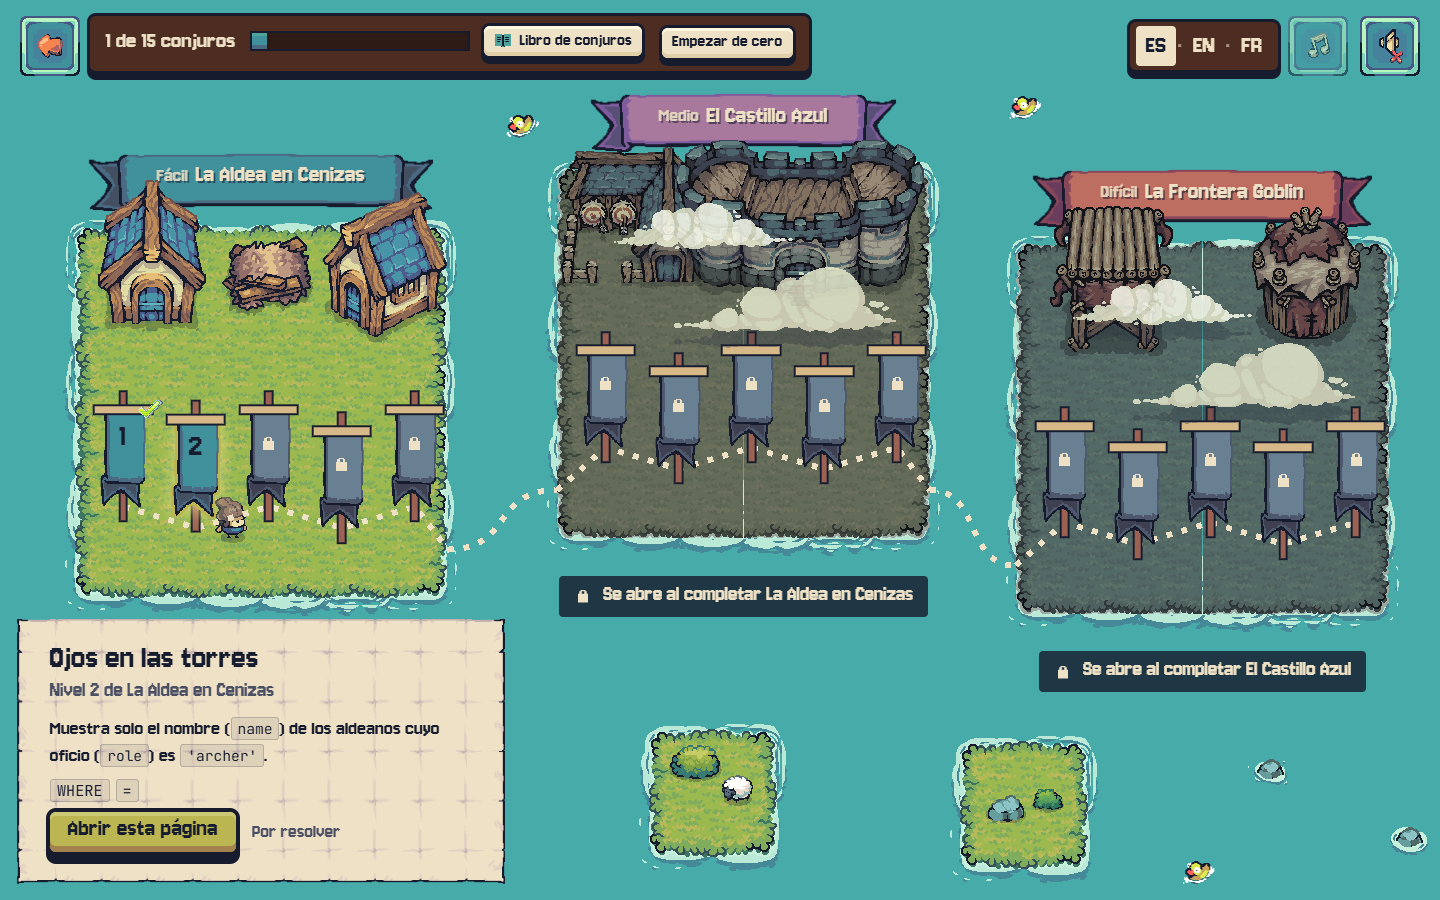 1 de 15 conjuros
Libro de conjuros
Empezar de cero
ES · EN · FR
Medio El Castillo Azul
Fácil La Aldea en Cenizas
Difícil La Frontera Goblin
1
2
Se abre al completar La Aldea en Cenizas
Se abre al completar El Castillo Azul
Ojos en las torres
Nivel 2 de La Aldea en Cenizas
Muestra solo el nombre ( name ) de los aldeanos cuyo
oficio ( role ) es 'archer'.
WHERE =
Abrir esta página
Por resolver